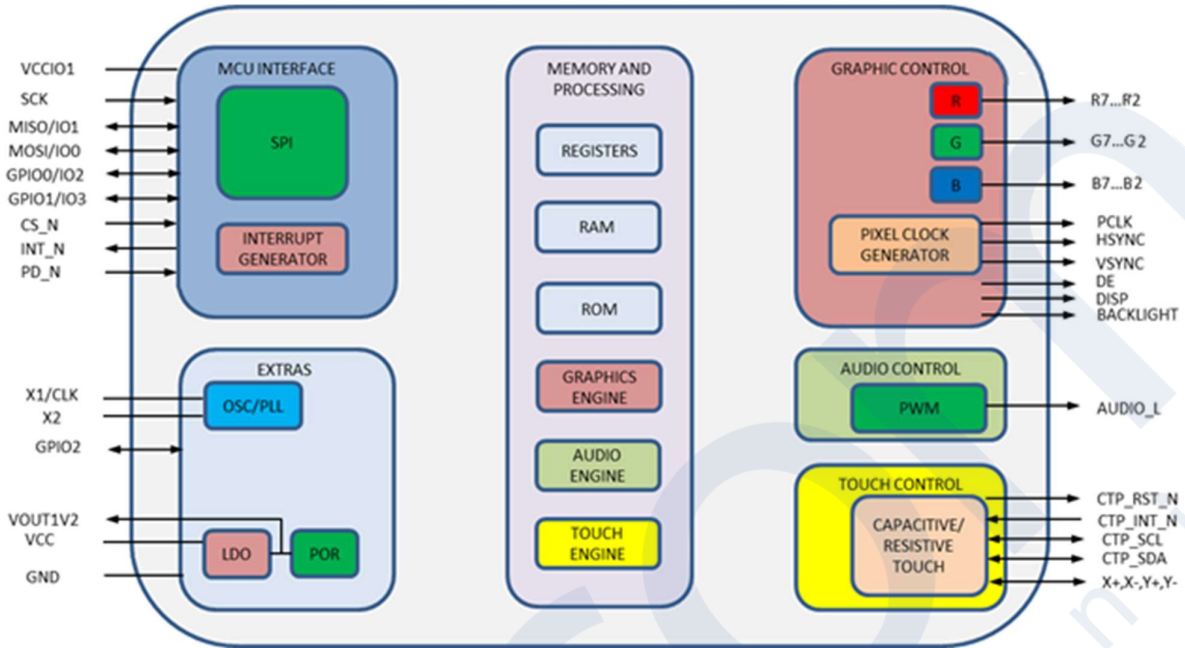 VCCIO1
SCK
MISO/IO1
MOSI/IO0
GPIO0/IO2
GPIO1/IO3
CS_N
INT_N
PD_N
MCU INTERFACE
SPI
INTERRUPT
GENERATOR
X1/CLK
X2
GPIO2
VOUT1V2
VCC
GND
EXTRAS
OSC/PLL
LDO
POR
MEMORY AND
PROCESSING
REGISTERS
RAM
ROM
GRAPHICS
ENGINE
AUDIO
ENGINE
TOUCH
ENGINE
GRAPHIC CONTROL
R
G
B
PIXEL CLOCK
GENERATOR
R7...R2
G7...G2
B7...B2
PCLK
HSYNC
VSYNC
DE
DISP
BACKLIGHT
AUDIO CONTROL
PWM
AUDIO_L
TOUCH CONTROL
CAPACITIVE/
RESISTIVE
TOUCH
CTP_RST_N
CTP_INT_N
CTP_SCL
CTP_SDA
X+,X-,Y+,Y-